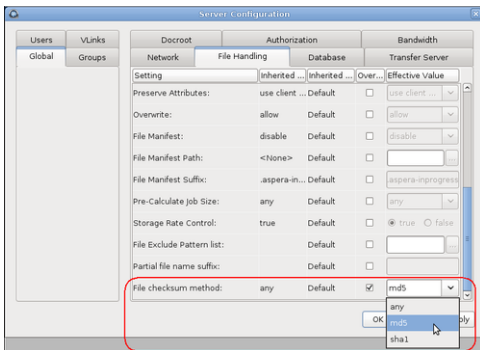 Server Configuration
Users VLinks Docroot Authorization Bandwidth
Global Groups Network File Handling Database Transfer Server
Setting Inherited ... Inherited ... Over... Effective Value
Preserve Attributes: use client ... Default use client ...
Overwrite: allow Default allow
File Manifest: disable Default disable
File Manifest Path: <None> Default ...
File Manifest Suffix: .aspera-in... Default .aspera-inprogress
Pre-Calculate Job Size: any Default any
Storage Rate Control: true Default true false
File Exclude Pattern list: Default ...
Partial file name suffix: Default
File checksum method: any Default md5
any
OK md5 ply
sha1